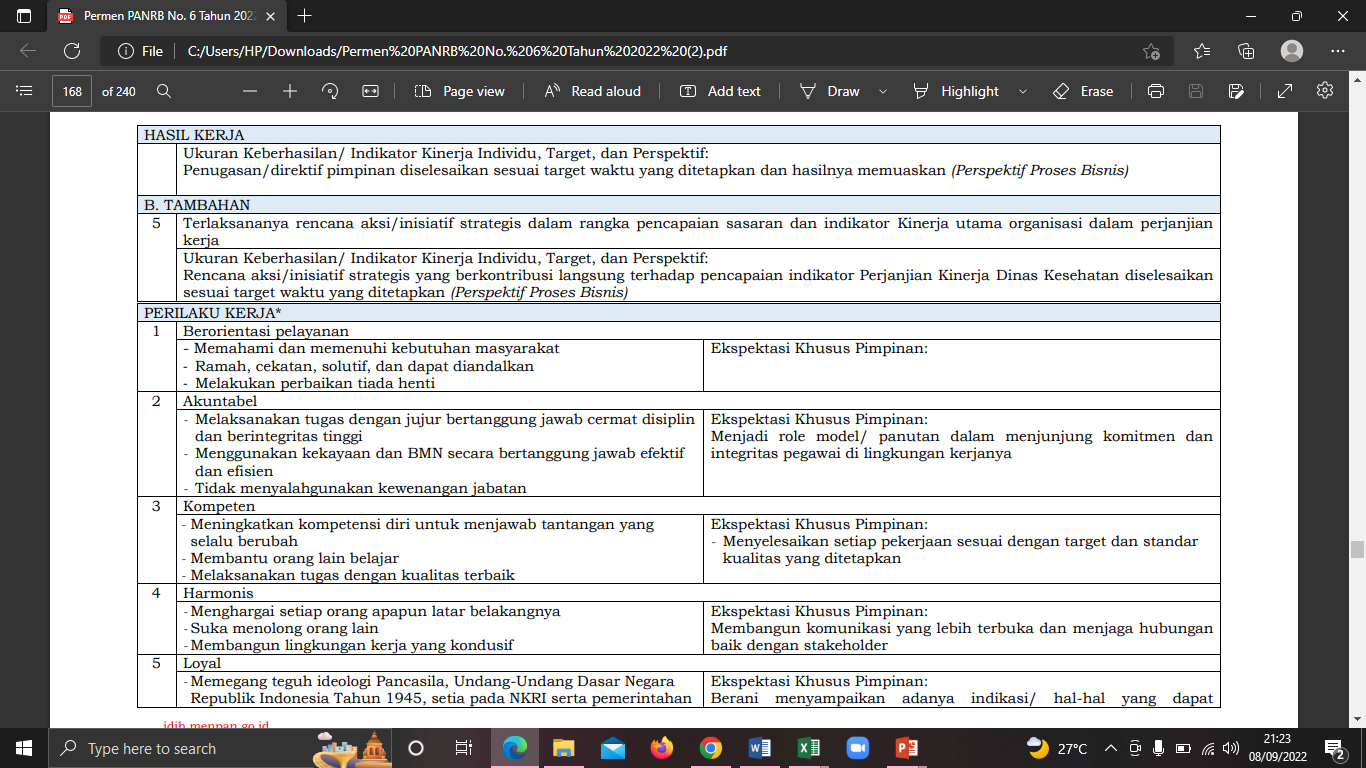 Permen PANRB No. 6 Tahun 202
File
C:/Users/HP/Downloads/Permen%20PANRB%20No.%206%20Tahun%202022%20(2).pdf
168 of 240
Page view
Read aloud
Add text
Draw
Highlight
Erase
HASIL KERJA
Ukuran Keberhasilan/ Indikator Kinerja Individu, Target, dan Perspektif:
Penugasan/direktif pimpinan diselesaikan sesuai target waktu yang ditetapkan dan hasilnya memuaskan (Perspektif Proses Bisnis)
B. TAMBAHAN
5 Terlaksananya rencana aksi/inisiatif strategis dalam rangka pencapaian sasaran dan indikator Kinerja utama organisasi dalam perjanjian
kerja
Ukuran Keberhasilan/ Indikator Kinerja Individu, Target, dan Perspektif:
Rencana aksi/inisiatif strategis yang berkontribusi langsung terhadap pencapaian indikator Perjanjian Kinerja Dinas Kesehatan diselesaikan
sesuai target waktu yang ditetapkan (Perspektif Proses Bisnis)
PERILAKU KERJA*
1 Berorientasi pelayanan
- Memahami dan memenuhi kebutuhan masyarakat
- Ramah, cekatan, solutif, dan dapat diandalkan
- Melakukan perbaikan tiada henti
Ekspektasi Khusus Pimpinan:
2 Akuntabel
- Melaksanakan tugas dengan jujur bertanggung jawab cermat disiplin
dan berintegritas tinggi
- Menggunakan kekayaan dan BMN secara bertanggung jawab efektif
dan efisien
- Tidak menyalahgunakan kewenangan jabatan
Ekspektasi Khusus Pimpinan:
Menjadi role model/ panutan dalam menjunjung komitmen dan
integritas pegawai di lingkungan kerjanya
3 Kompeten
- Meningkatkan kompetensi diri untuk menjawab tantangan yang
selalu berubah
- Membantu orang lain belajar
- Melaksanakan tugas dengan kualitas terbaik
Ekspektasi Khusus Pimpinan:
- Menyelesaikan setiap pekerjaan sesuai dengan target dan standar
kualitas yang ditetapkan
4 Harmonis
- Menghargai setiap orang apapun latar belakangnya
- Suka menolong orang lain
- Membangun lingkungan kerja yang kondusif
Ekspektasi Khusus Pimpinan:
Membangun komunikasi yang lebih terbuka dan menjaga hubungan
baik dengan stakeholder
5 Loyal
- Memegang teguh ideologi Pancasila, Undang-Undang Dasar Negara
Republik Indonesia Tahun 1945, setia pada NKRI serta pemerintahan
Ekspektasi Khusus Pimpinan:
Berani menyampaikan adanya indikasi/ hal-hal yang dapat
jdih.menpan.go.id
Type here to search
27°C
21:23
08/09/2022
2